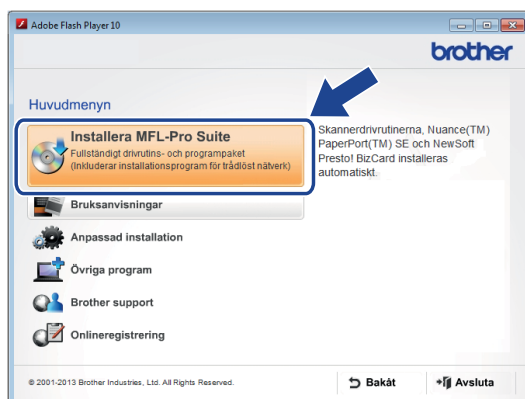 Adobe Flash Player 10
brother
Huvudmenyn
Installera MFL-Pro Suite
Fullständigt drivrutins- och programpaket
(Inkluderar installationsprogram för trådlöst nätverk)
Skannerdrivrutinerna, Nuance(TM)
PaperPort(TM) SE och NewSoft
Presto! BizCard installeras
automatiskt.
Bruksanvisningar
Anpassad installation
Övriga program
Brother support
Onlineregistrering
© 2001-2013 Brother Industries, Ltd. All Rights Reserved.
Bakåt
Avsluta